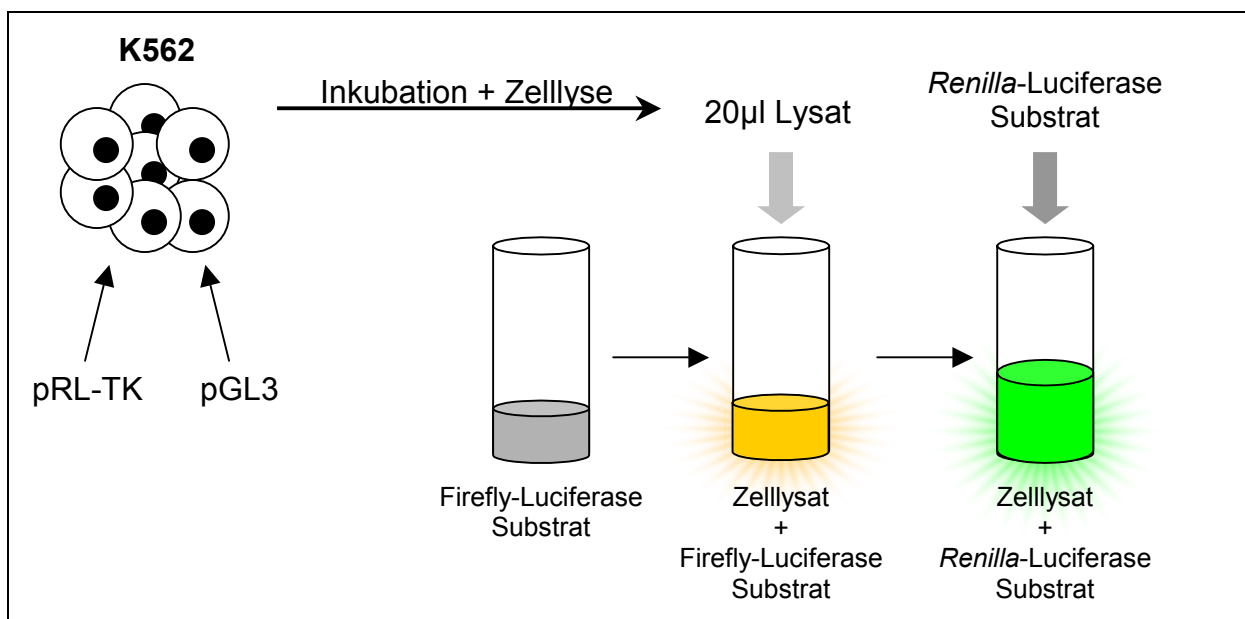 K562
Inkubation + Zelllyse
20µl Lysat
Renilla-Luciferase
Substrat
pRL-TK
pGL3
Firefly-Luciferase
Substrat
Zelllysat
+
Firefly-Luciferase
Substrat
Zelllysat
+
Renilla-Luciferase
Substrat